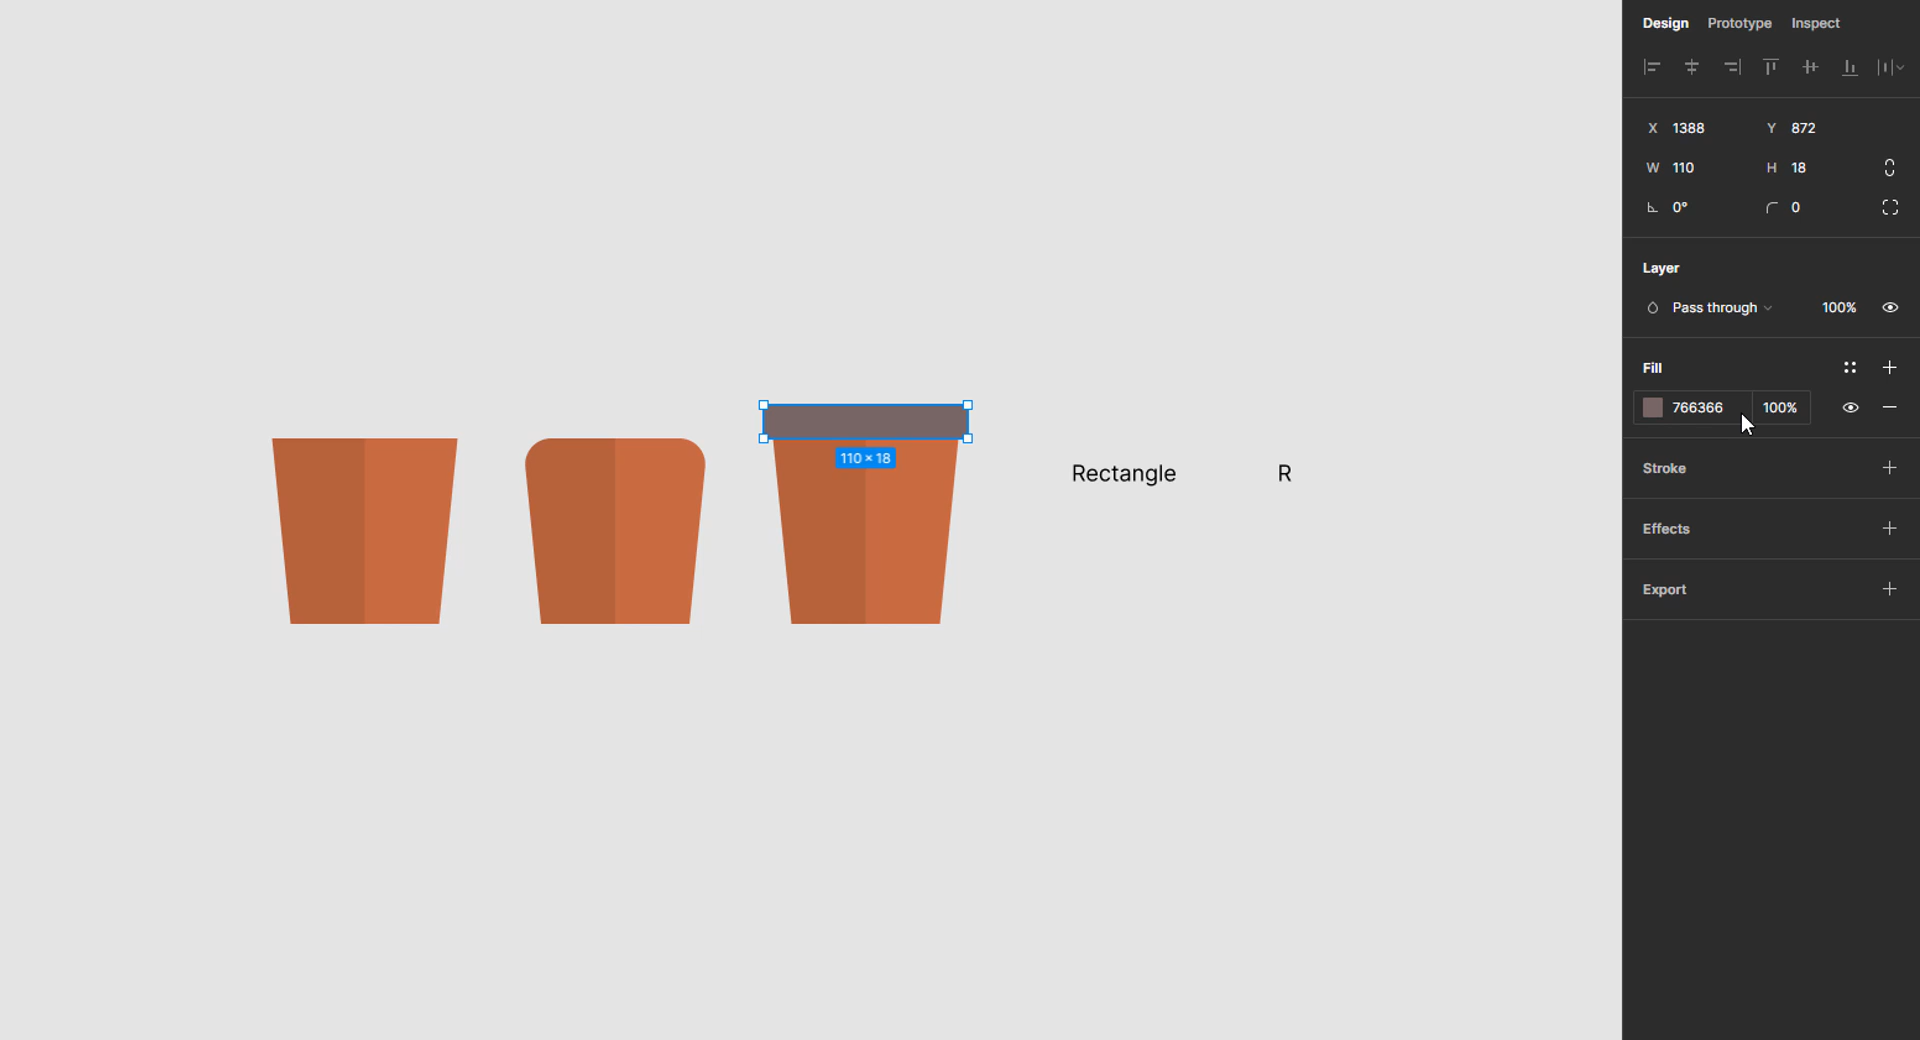 Design Prototype Inspect
X 1388 Y 872
W 110 H 18
0° 0
Layer
Pass through 100%
Fill
766366 100%
110 × 18
Rectangle R
Stroke
Effects
Export